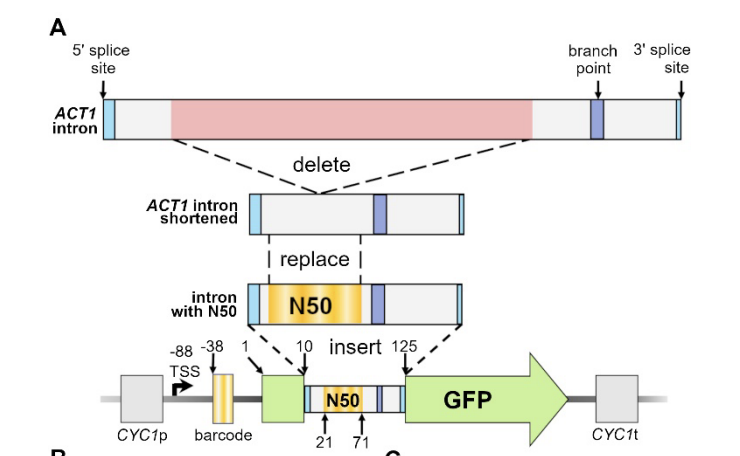 A
5' splice
site
branch
point
3' splice
site
ACT1
intron
delete
ACT1 intron
shortened
replace
intron
with N50
N50
insert
-88
TSS
-38
1
10
125
N50
GFP
CYC1p
barcode
21
71
CYC1t